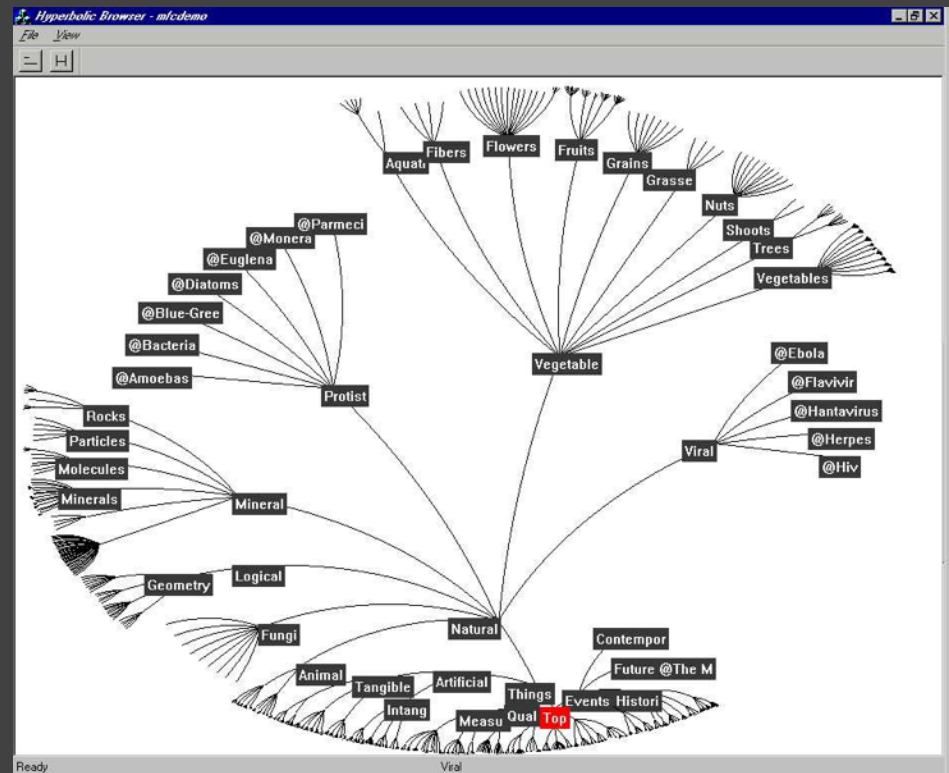 Hyperbolic Browser - mfcdemo
File View
Aquat
Fibers
Flowers
Fruits
Grains
Grasse
Nuts
Shoots
Trees
Vegetables
@Parmeci
@Monera
@Euglena
@Diatoms
@Blue-Gree
@Bacteria
@Amoebas
Protist
Vegetable
@Ebola
@Flavivir
@Hantavirus
@Herpes
@Hiv
Viral
Rocks
Particles
Molecules
Minerals
Mineral
Geometry
Logical
Fungi
Natural
Contempor
Future @The M
Animal
Tangible
Artificial
Intang
Things
Events Histori
Measu Qual Top
Ready Viral